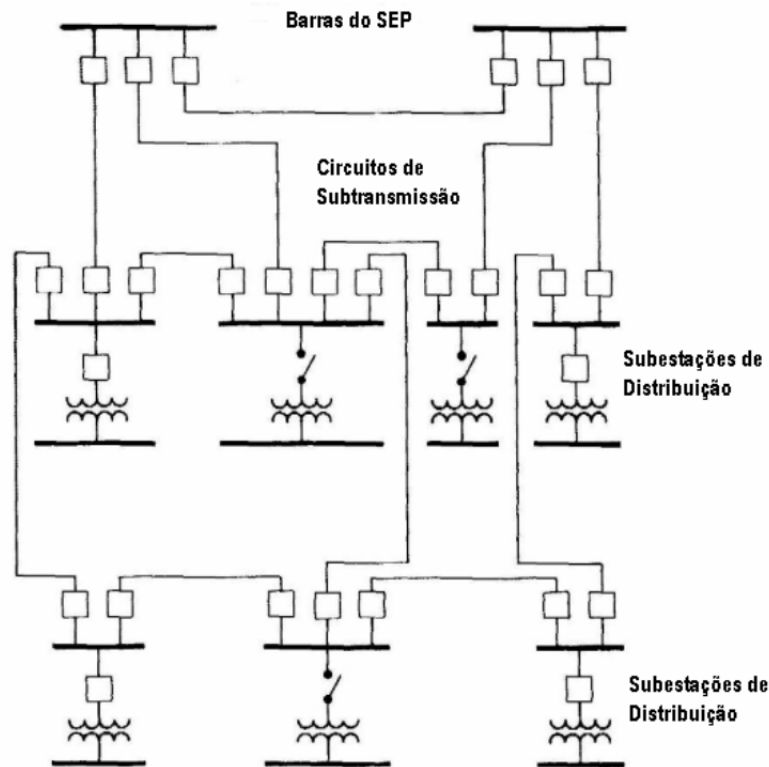 Barras do SEP
Circuitos de
Subtransmissão
Subestações de
Distribuição
Subestações de
Distribuição